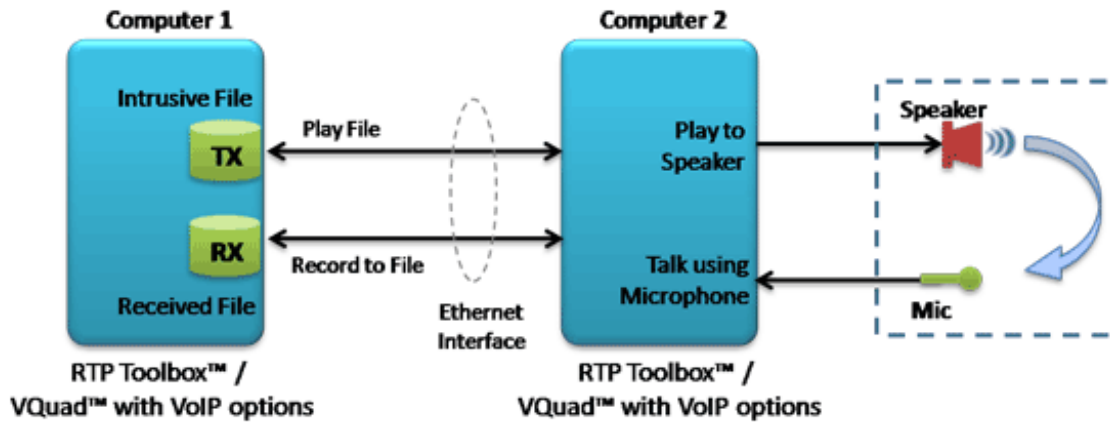 Computer 1
Computer 2
Intrusive File
TX
Play File
Play to
Speaker
Speaker
RX
Record to File
Received File
Talk using
Microphone
Mic
Ethernet
Interface
RTP Toolbox™ /
VQuad™ with VoIP options
RTP Toolbox™ /
VQuad™ with VoIP options